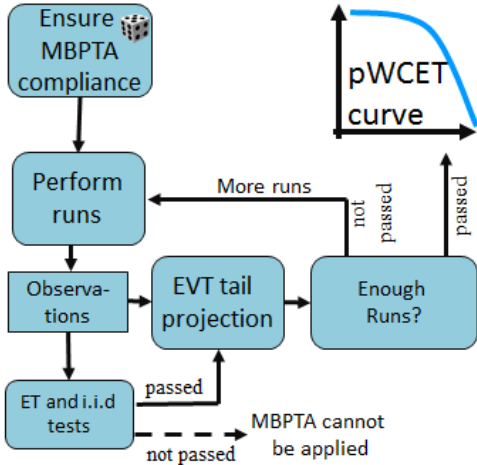 Ensure
MBPTA
compliance
pWCET
curve
Perform
runs
More runs
not
passed
passed
Observa-
tions
EVT tail
projection
Enough
Runs?
ET and i.i.d
tests
passed
not passed
MBPTA cannot
be applied